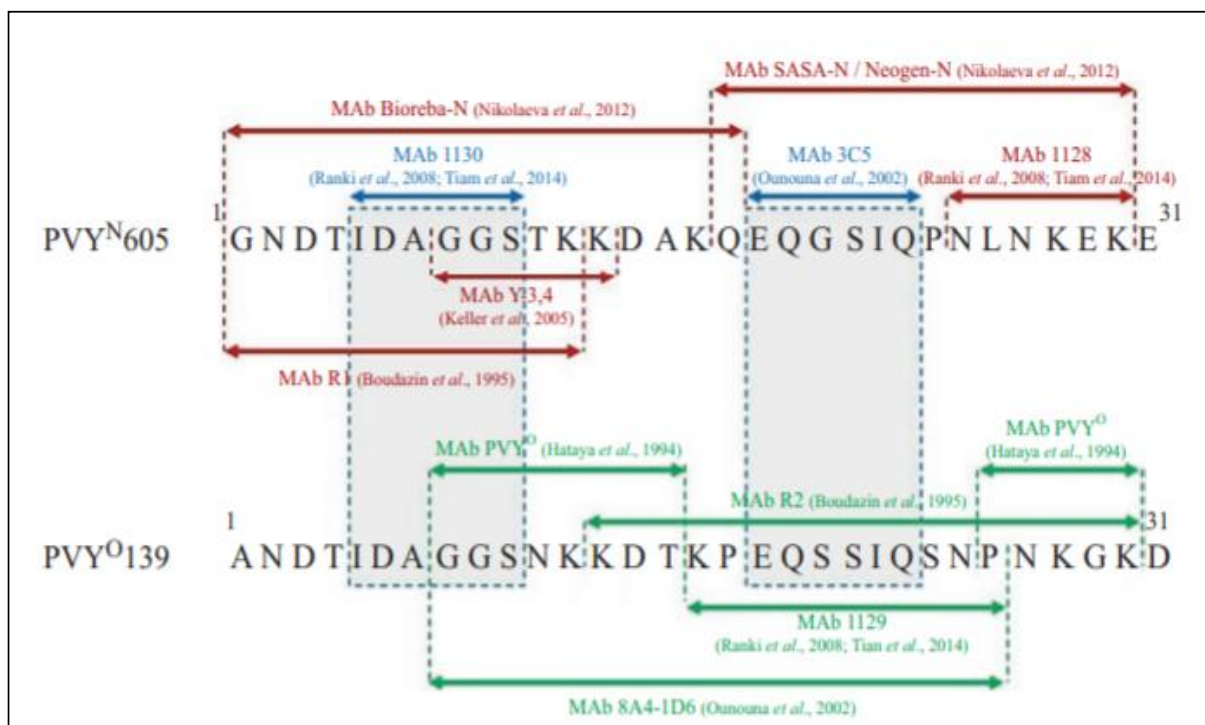 MAb SASA-N / Neogen-N (Nikolaeva et al., 2012)
MAb Bioreba-N (Nikolaeva et al., 2012)
MAb 1130
(Ranki et al., 2008; Tiam et al., 2014)
MAb 3C5
(Ounouna et al., 2002)
MAb 1128
(Ranki et al., 2008; Tiam et al., 2014)
1
31
PVYN605 GNDTIDAGGSTKKDAKQEQGSIQPNLNKEKE
MAb Y 3,4
(Keller et al, 2005)
MAb R1 (Boudazin et al., 1995)
MAb PVYO (Hataya et al., 1994)
MAb PVYO
(Hataya et al., 1994)
MAb R2 (Boudazin et al., 1995)
1
31
PVYO139 ANDTIDAGGSNKKDTKPEQSSIQSNPNKGKD
MAb 1129
(Ranki et al., 2008; Tian et al., 2014)
MAb 8A4-1D6 (Ounouna et al., 2002)